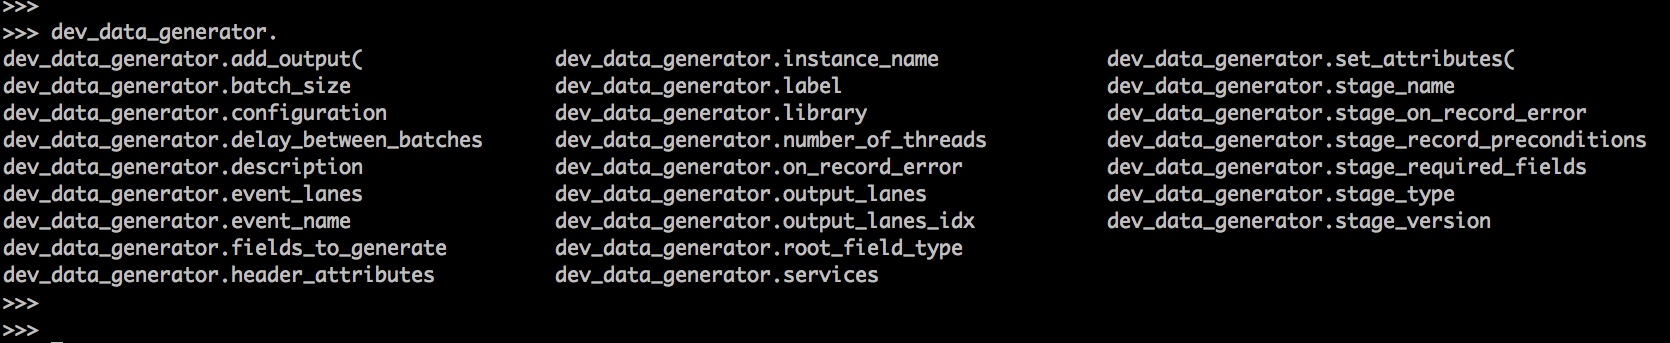 >>>
>>> dev_data_generator.
dev_data_generator.add_output( dev_data_generator.instance_name dev_data_generator.set_attributes(
dev_data_generator.batch_size dev_data_generator.label dev_data_generator.stage_name
dev_data_generator.configuration dev_data_generator.library dev_data_generator.stage_on_record_error
dev_data_generator.delay_between_batches dev_data_generator.number_of_threads dev_data_generator.stage_record_preconditions
dev_data_generator.description dev_data_generator.on_record_error dev_data_generator.stage_required_fields
dev_data_generator.event_lanes dev_data_generator.output_lanes dev_data_generator.stage_type
dev_data_generator.event_name dev_data_generator.output_lanes_idx dev_data_generator.stage_version
dev_data_generator.fields_to_generate dev_data_generator.root_field_type
dev_data_generator.header_attributes dev_data_generator.services
>>>
>>>